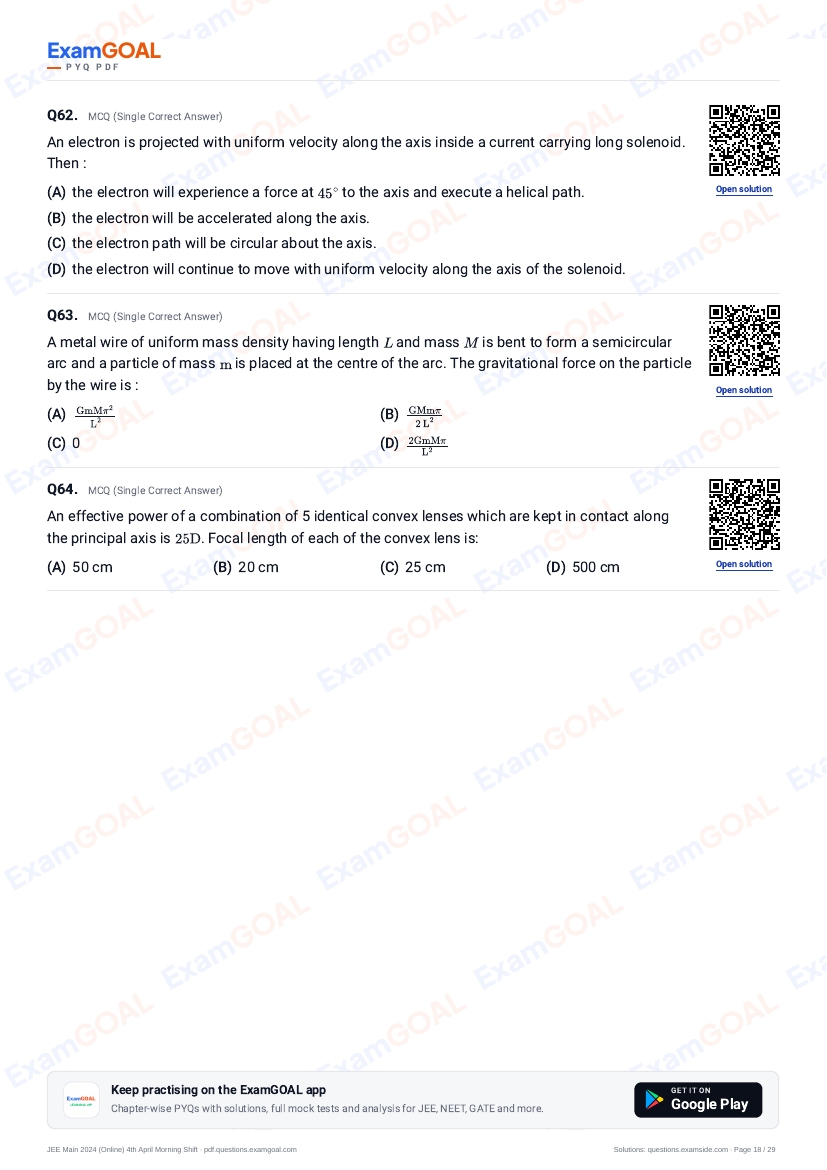 ExamGOAL
PYQ PDF
Q62. MCQ (Single Correct Answer)
An electron is projected with uniform velocity along the axis inside a current carrying long solenoid.
Then :
(A) the electron will experience a force at 45° to the axis and execute a helical path.
(B) the electron will be accelerated along the axis.
(C) the electron path will be circular about the axis.
(D) the electron will continue to move with uniform velocity along the axis of the solenoid.
Open solution
Q63. MCQ (Single Correct Answer)
A metal wire of uniform mass density having length L and mass M is bent to form a semicircular
arc and a particle of mass m is placed at the centre of the arc. The gravitational force on the particle
by the wire is :
(A) GmMπ²/L² (B) GMmπ/2 L²
(C) 0 (D) 2GmMπ/L²
Open solution
Q64. MCQ (Single Correct Answer)
An effective power of a combination of 5 identical convex lenses which are kept in contact along
the principal axis is 25D. Focal length of each of the convex lens is:
(A) 50 cm (B) 20 cm (C) 25 cm (D) 500 cm
Open solution
Keep practising on the ExamGOAL app
Chapter-wise PYQs with solutions, full mock tests and analysis for JEE, NEET, GATE and more.
GET IT ON
Google Play
JEE Main 2024 (Online) 4th April Morning Shift · pdf.questions.examgoal.com Solutions: questions.examside.com · Page 18 / 29